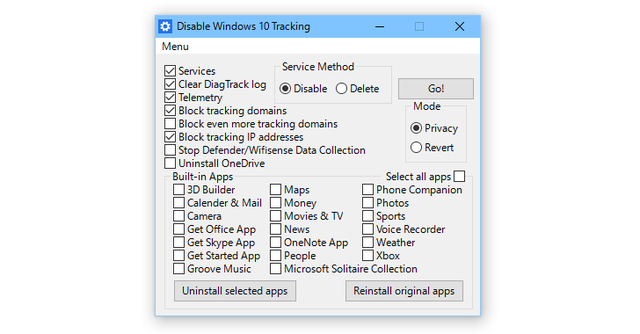 Disable Windows 10 Tracking
Menu
Services
Clear DiagTrack log
Telemetry
Block tracking domains
Block even more tracking domains
Block tracking IP addresses
Stop Defender/Wifisense Data Collection
Uninstall OneDrive
Service Method
Disable Delete
Go!
Mode
Privacy
Revert
Built-in Apps Select all apps
3D Builder Maps Phone Companion
Calender & Mail Money Photos
Camera Movies & TV Sports
Get Office App News Voice Recorder
Get Skype App OneNote App Weather
Get Started App People Xbox
Groove Music Microsoft Solitaire Collection
Uninstall selected apps Reinstall original apps